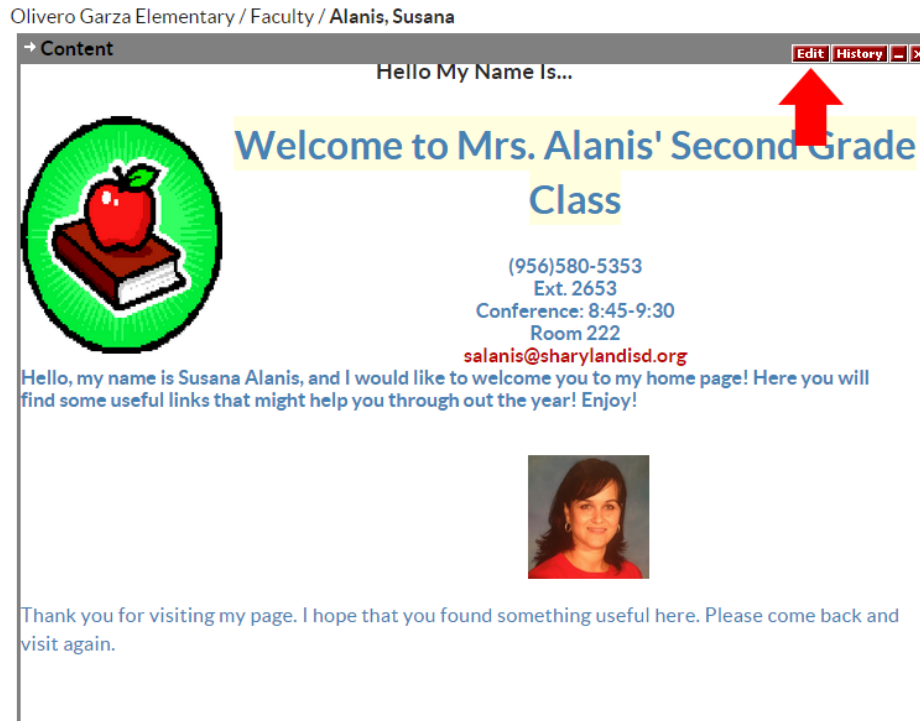 Olivero Garza Elementary / Faculty / Alanis, Susana
Content
Edit History
Hello My Name Is...
Welcome to Mrs. Alanis' Second Grade
Class
(956)580-5353
Ext. 2653
Conference: 8:45-9:30
Room 222
salanis@sharylandisd.org
Hello, my name is Susana Alanis, and I would like to welcome you to my home page! Here you will
find some useful links that might help you through out the year! Enjoy!
Thank you for visiting my page. I hope that you found something useful here. Please come back and
visit again.